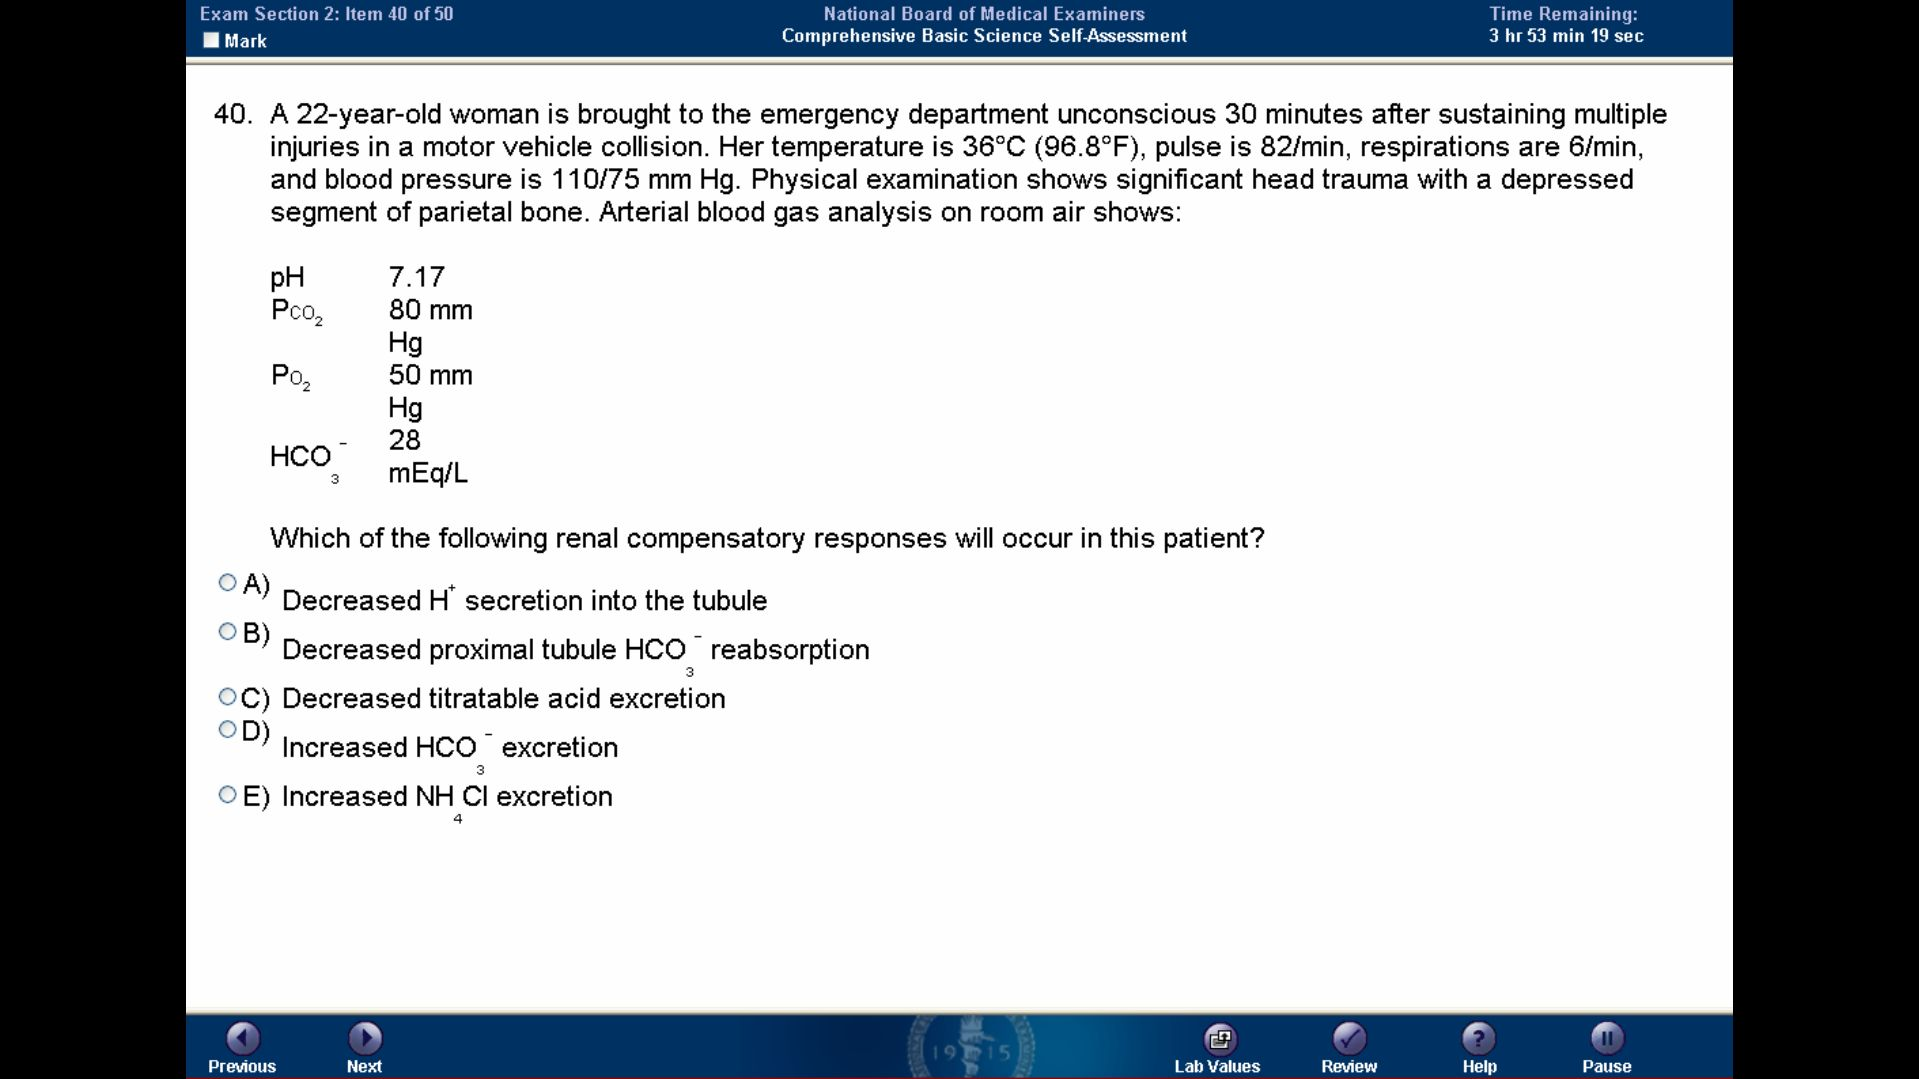 Exam Section 2: Item 40 of 50
National Board of Medical Examiners
Time Remaining:
Mark
Comprehensive Basic Science Self-Assessment
3 hr 53 min 19 sec
40. A 22-year-old woman is brought to the emergency department unconscious 30 minutes after sustaining multiple
injuries in a motor vehicle collision. Her temperature is 36°C (96.8°F), pulse is 82/min, respirations are 6/min,
and blood pressure is 110/75 mm Hg. Physical examination shows significant head trauma with a depressed
segment of parietal bone. Arterial blood gas analysis on room air shows:
pH 7.17
PCO₂ 80 mm
Hg
PO₂ 50 mm
Hg
HCO₃⁻ 28
mEq/L
Which of the following renal compensatory responses will occur in this patient?
A) Decreased H⁺ secretion into the tubule
B) Decreased proximal tubule HCO₃⁻ reabsorption
C) Decreased titratable acid excretion
D) Increased HCO₃⁻ excretion
E) Increased NH₄Cl excretion
1915
Previous
Next
Lab Values
Review
Help
Pause